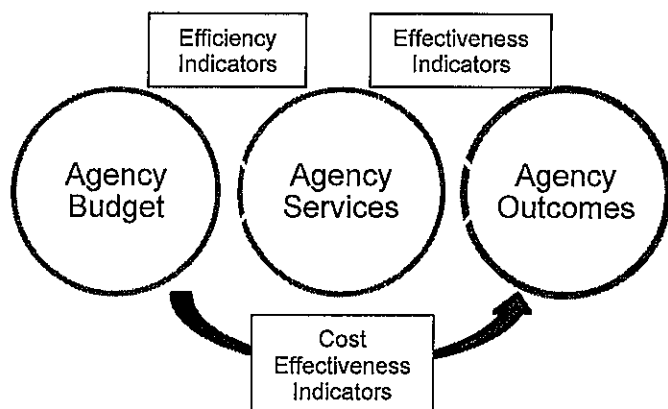 Efficiency
Indicators
Effectiveness
Indicators
Agency
Budget
Agency
Services
Agency
Outcomes
Cost
Effectiveness
Indicators